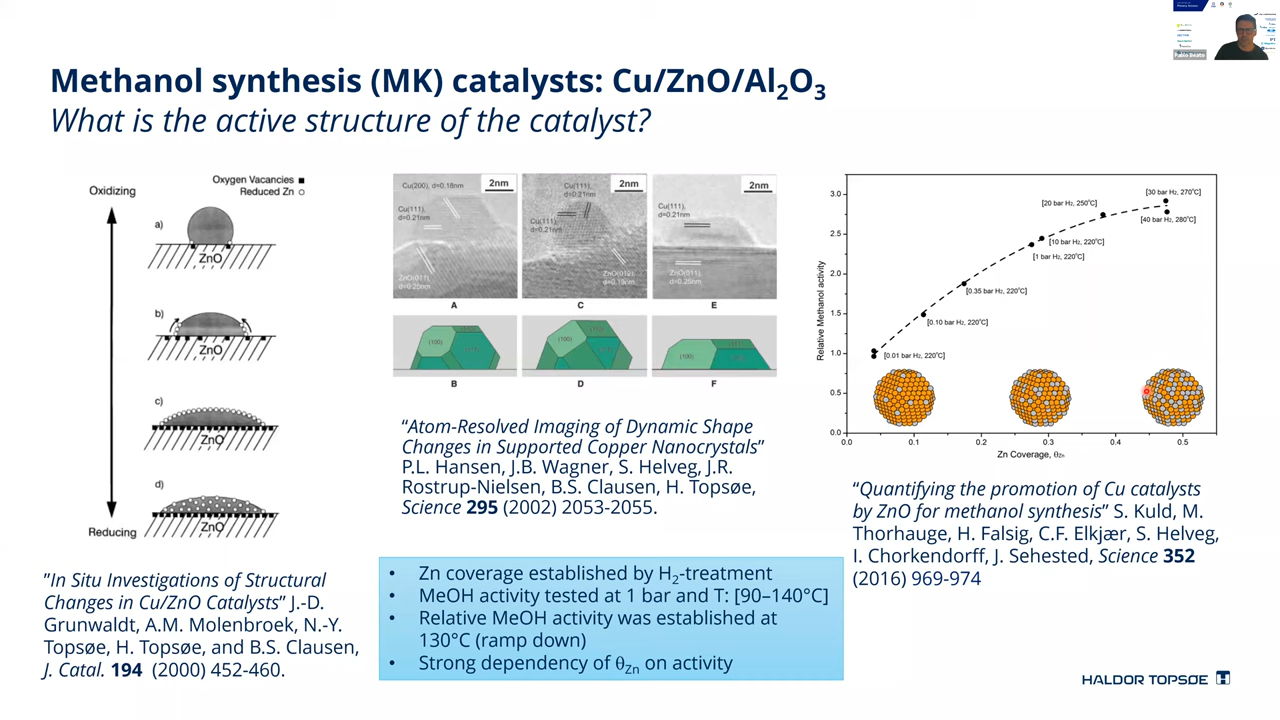 Pablo Beato
Methanol synthesis (MK) catalysts: Cu/ZnO/Al2O3
What is the active structure of the catalyst?
Oxidizing
Oxygen Vacancies
Reduced Zn
a)
ZnO
b)
ZnO
c)
ZnO
d)
ZnO
Reducing
"In Situ Investigations of Structural
Changes in Cu/ZnO Catalysts" J.-D.
Grunwaldt, A.M. Molenbroek, N.-Y.
Topsøe, H. Topsøe, and B.S. Clausen,
J. Catal. 194 (2000) 452-460.
Cu(200), d=0.18nm
2nm
Cu(111),
d=0.21nm
ZnO(011),
d=0.25nm
A
Cu(111),
d=0.21nm
2nm
Cu(111),
d=0.21nm
ZnO(012),
d=0.19nm
C
2nm
Cu(111),
d=0.21nm
ZnO(011),
d=0.25nm
E
(100)
B
D
(100)
F
"Atom-Resolved Imaging of Dynamic Shape
Changes in Supported Copper Nanocrystals"
P.L. Hansen, J.B. Wagner, S. Helveg, J.R.
Rostrup-Nielsen, B.S. Clausen, H. Topsøe,
Science 295 (2002) 2053-2055.
• Zn coverage established by H2-treatment
• MeOH activity tested at 1 bar and T: [90–140°C]
• Relative MeOH activity was established at
130°C (ramp down)
• Strong dependency of θZn on activity
Relative Methanol activity
3.0
2.5
2.0
1.5
1.0
0.5
0.0
[30 bar H2, 270°C]
[20 bar H2, 250°C]
[40 bar H2, 280°C]
[10 bar H2, 220°C]
[1 bar H2, 220°C]
[0.35 bar H2, 220°C]
[0.10 bar H2, 220°C]
[0.01 bar H2, 220°C]
0.0 0.1 0.2 0.3 0.4 0.5
Zn Coverage, θZn
"Quantifying the promotion of Cu catalysts
by ZnO for methanol synthesis" S. Kuld, M.
Thorhauge, H. Falsig, C.F. Elkjær, S. Helveg,
I. Chorkendorff, J. Sehested, Science 352
(2016) 969-974
HALDOR TOPSØE